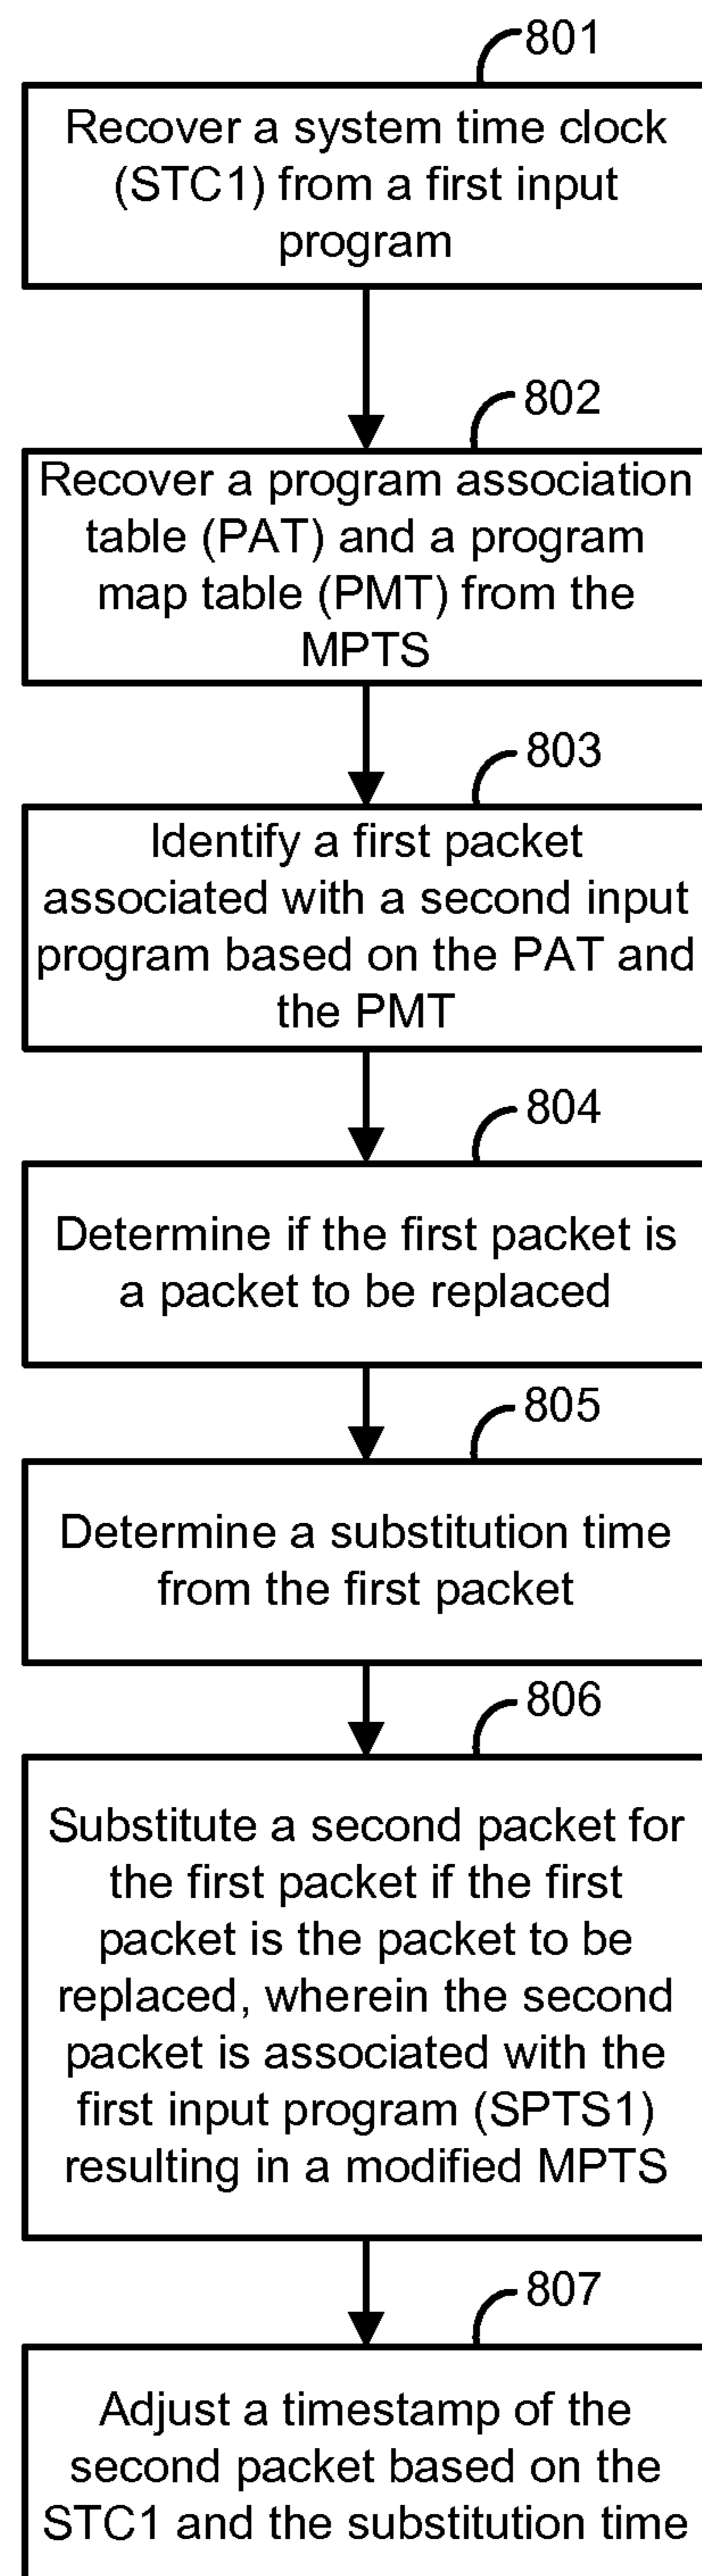 801
Recover a system time clock
(STC1) from a first input
program
802
Recover a program association
table (PAT) and a program
map table (PMT) from the
MPTS
803
Identify a first packet
associated with a second input
program based on the PAT and
the PMT
804
Determine if the first packet is
a packet to be replaced
805
Determine a substitution time
from the first packet
806
Substitute a second packet for
the first packet if the first
packet is the packet to be
replaced, wherein the second
packet is associated with the
first input program (SPTS1)
resulting in a modified MPTS
807
Adjust a timestamp of the
second packet based on the
STC1 and the substitution time